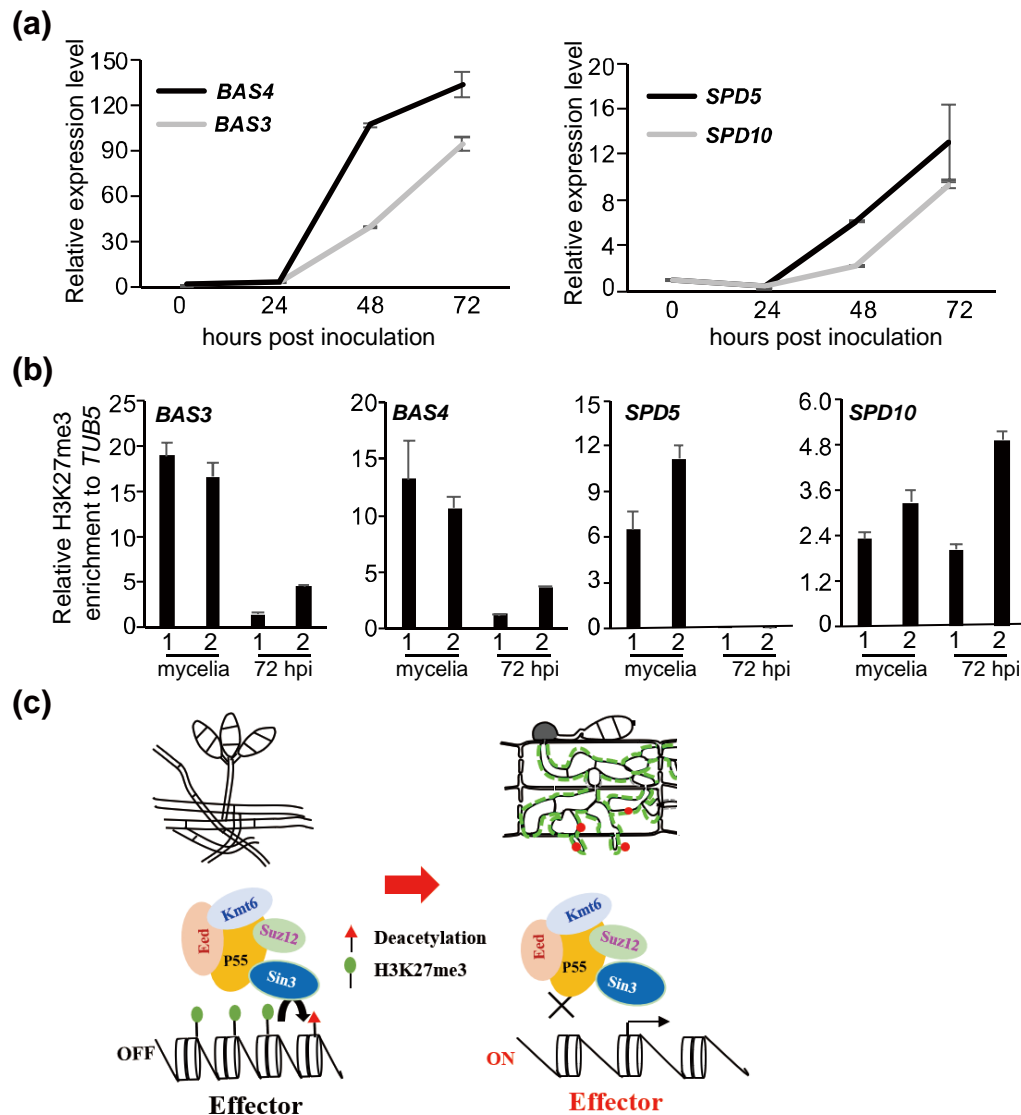 (a)
Relative expression level
150
120
90
60
30
0
BAS4
BAS3
0 24 48 72
hours post inoculation
Relative expression level
20
16
12
8
4
0
SPD5
SPD10
0 24 48 72
hours post inoculation
(b)
Relative H3K27me3
enrichment to TUB5
BAS3
25
20
15
10
5
0
1 2 1 2
mycelia 72 hpi
BAS4
20
15
10
5
0
1 2 1 2
mycelia 72 hpi
SPD5
15
12
9
6
3
0
1 2 1 2
mycelia 72 hpi
SPD10
6.0
4.8
3.6
2.4
1.2
0
1 2 1 2
mycelia 72 hpi
(c)
Kmt6
Eed
Suz12
P55
Sin3
OFF
Effector
Deacetylation
H3K27me3
Kmt6
Eed
Suz12
P55
Sin3
ON
Effector